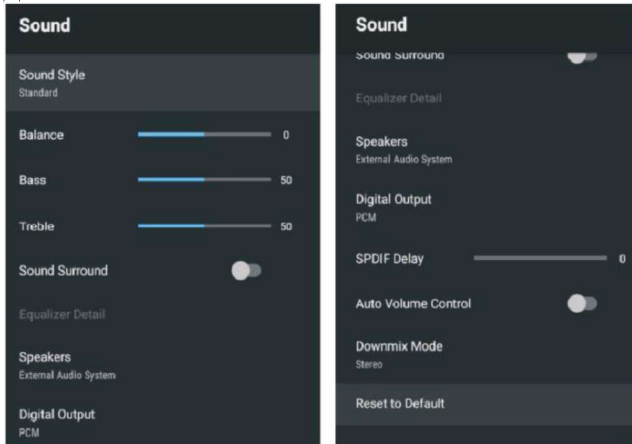 Sound
Sound Style
Standard
Balance 0
Bass 50
Treble 50
Sound Surround
Equalizer Detail
Speakers
External Audio System
Digital Output
PCM
Sound
Sound Surround
Equalizer Detail
Speakers
External Audio System
Digital Output
PCM
SPDIF Delay 0
Auto Volume Control
Downmix Mode
Stereo
Reset to Default